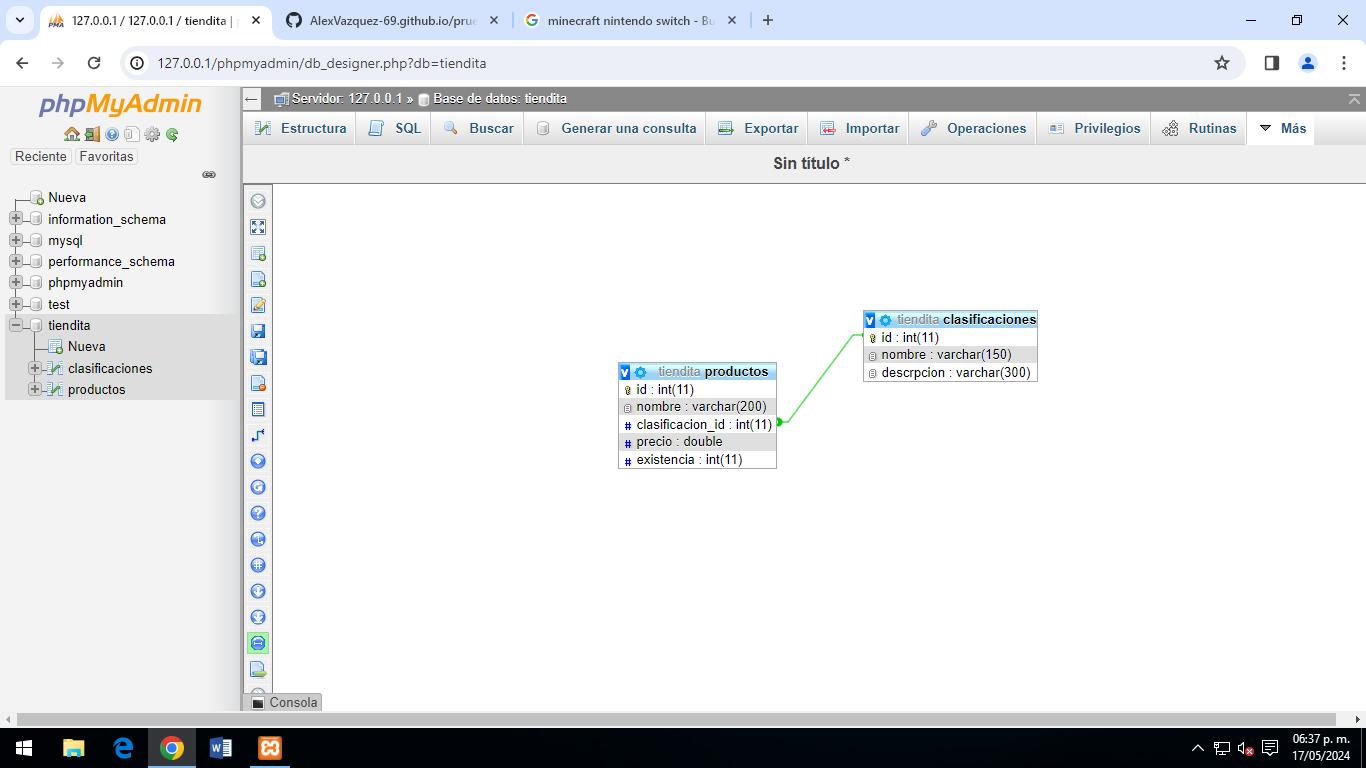 127.0.0.1 / 127.0.0.1 / tiendita | p
AlexVazquez-69.github.io/prue
minecraft nintendo switch - Bu
127.0.0.1/phpmyadmin/db_designer.php?db=tiendita
phpMyAdmin
Reciente
Favoritas
Nueva
information_schema
mysql
performance_schema
phpmyadmin
test
tiendita
Nueva
clasificaciones
productos
Servidor: 127.0.0.1 » Base de datos: tiendita
Estructura
SQL
Buscar
Generar una consulta
Exportar
Importar
Operaciones
Privilegios
Rutinas
Más
Sin título *
v tiendita clasificaciones
id : int(11)
nombre : varchar(150)
descrpcion : varchar(300)
v tiendita productos
id : int(11)
nombre : varchar(200)
# clasificacion_id : int(11)
# precio : double
# existencia : int(11)
Consola
06:37 p. m.
17/05/2024